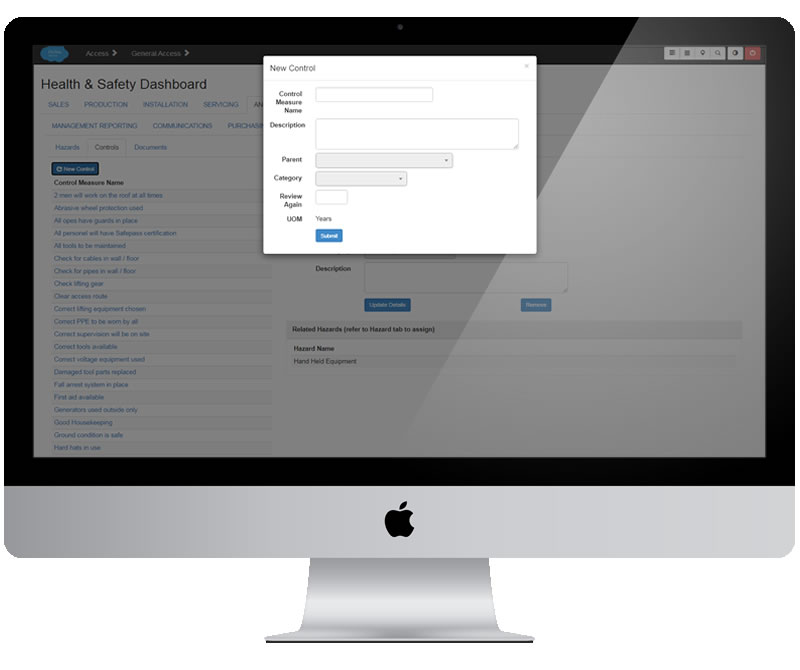 Access
General Access
Health & Safety Dashboard
SALES PRODUCTION INSTALLATION SERVICING AN
MANAGEMENT REPORTING COMMUNICATIONS PURCHASIN
Hazards Controls Documents
New Control
Control Measure Name
2 men will work on the roof at all times
Abrasive wheel protection used
All opes have guards in place
All personel will have Safepass certification
All tools to be maintained
Check for cables in wall / floor
Check for pipes in wall / floor
Check lifting gear
Clear access route
Correct lifting equipment chosen
Correct PPE to be worn by all
Correct supervision will be on site
Correct tools available
Correct voltage equipment used
Damaged tool parts replaced
Fall arrest system in place
First aid available
Generators used outside only
Good Housekeeping
Ground condition is safe
Hard hats in use
New Control
×
Control
Measure
Name
Description
Parent
Category
Review
Again
UOM Years
Submit
Description
Update Details Remove
Related Hazards (refer to Hazard tab to assign)
Hazard Name
Hand Held Equipment